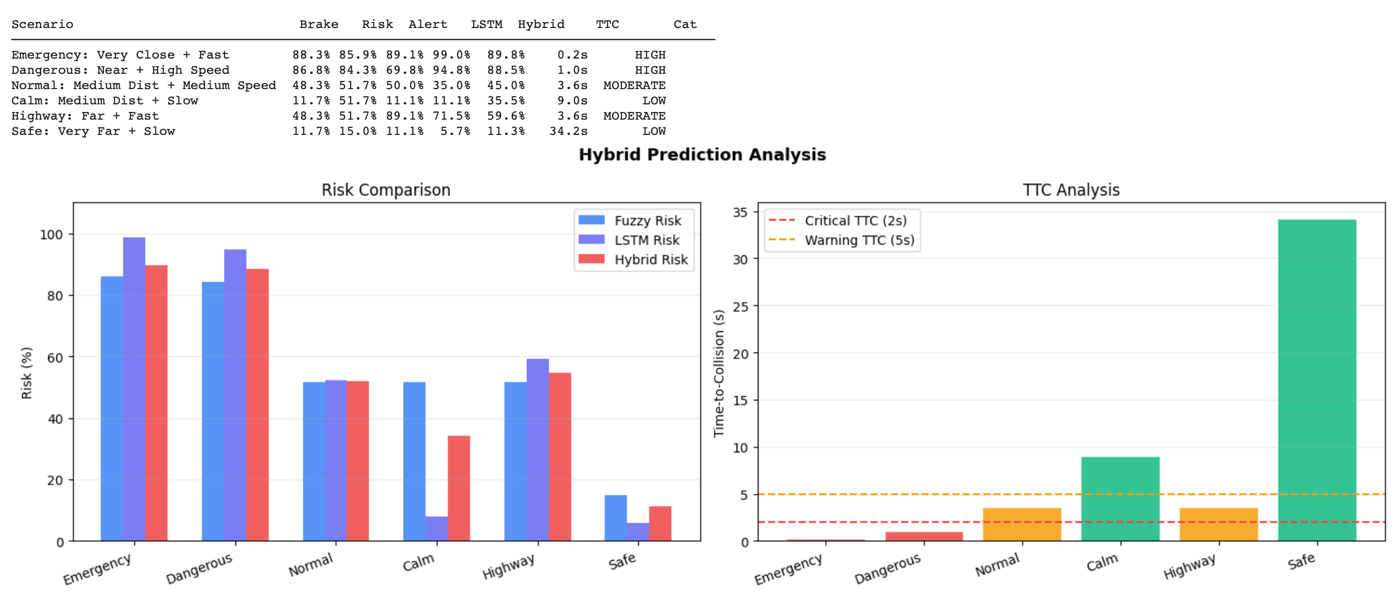 Scenario Brake Risk Alert LSTM Hybrid TTC Cat
Emergency: Very Close + Fast 88.3% 85.9% 89.1% 99.0% 89.8% 0.2s HIGH
Dangerous: Near + High Speed 86.8% 84.3% 69.8% 94.8% 88.5% 1.0s HIGH
Normal: Medium Dist + Medium Speed 48.3% 51.7% 50.0% 35.0% 45.0% 3.6s MODERATE
Calm: Medium Dist + Slow 11.7% 51.7% 11.1% 11.1% 35.5% 9.0s LOW
Highway: Far + Fast 48.3% 51.7% 89.1% 71.5% 59.6% 3.6s MODERATE
Safe: Very Far + Slow 11.7% 15.0% 11.1% 5.7% 11.3% 34.2s LOW
Hybrid Prediction Analysis
Risk Comparison
Fuzzy Risk
LSTM Risk
Hybrid Risk
Risk (%)
100
80
60
40
20
0
Emergency
Dangerous
Normal
Calm
Highway
Safe
TTC Analysis
Critical TTC (2s)
Warning TTC (5s)
Time-to-Collision (s)
35
30
25
20
15
10
5
0
Emergency
Dangerous
Normal
Calm
Highway
Safe